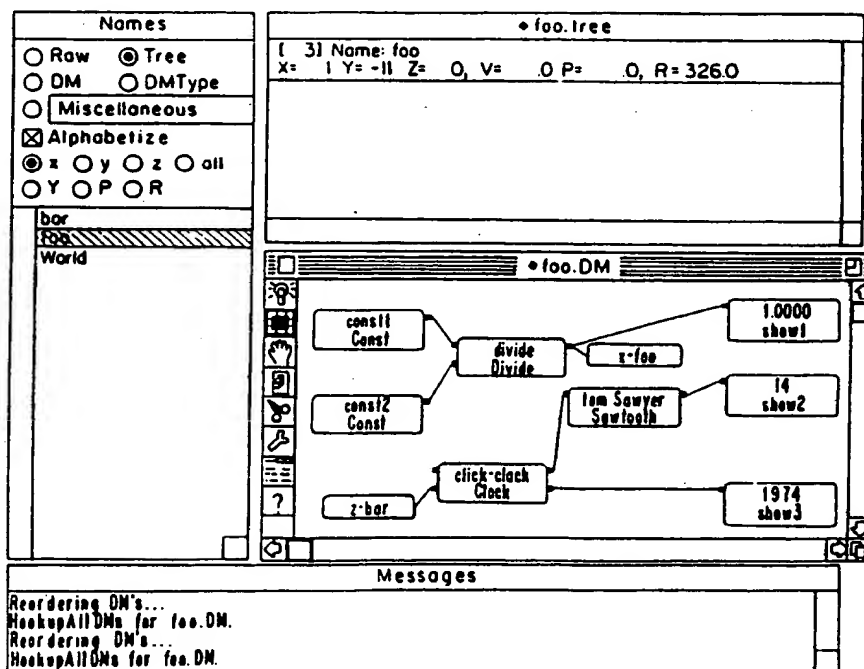 Names
Raw Tree
DM DMType
Miscellaneous
Alphabetize
x y z all
Y P R
bar
foo
World
foo.tree
[ 3] Name: foo
X= 1 Y= -11 Z= 0, V= .0 P= .0, R= 326.0
foo.DM
const1
Const
const2
Const
divide
Divide
x-foo
1.0000
show1
tom Sawyer
Sawtooth
14
show2
click-clack
Clock
z-bar
1974
show3
?
Messages
Reordering DM's...
HookupAllDMs for foo.DM.
Reordering DM's...
HookupAllDMs for foo.DM.